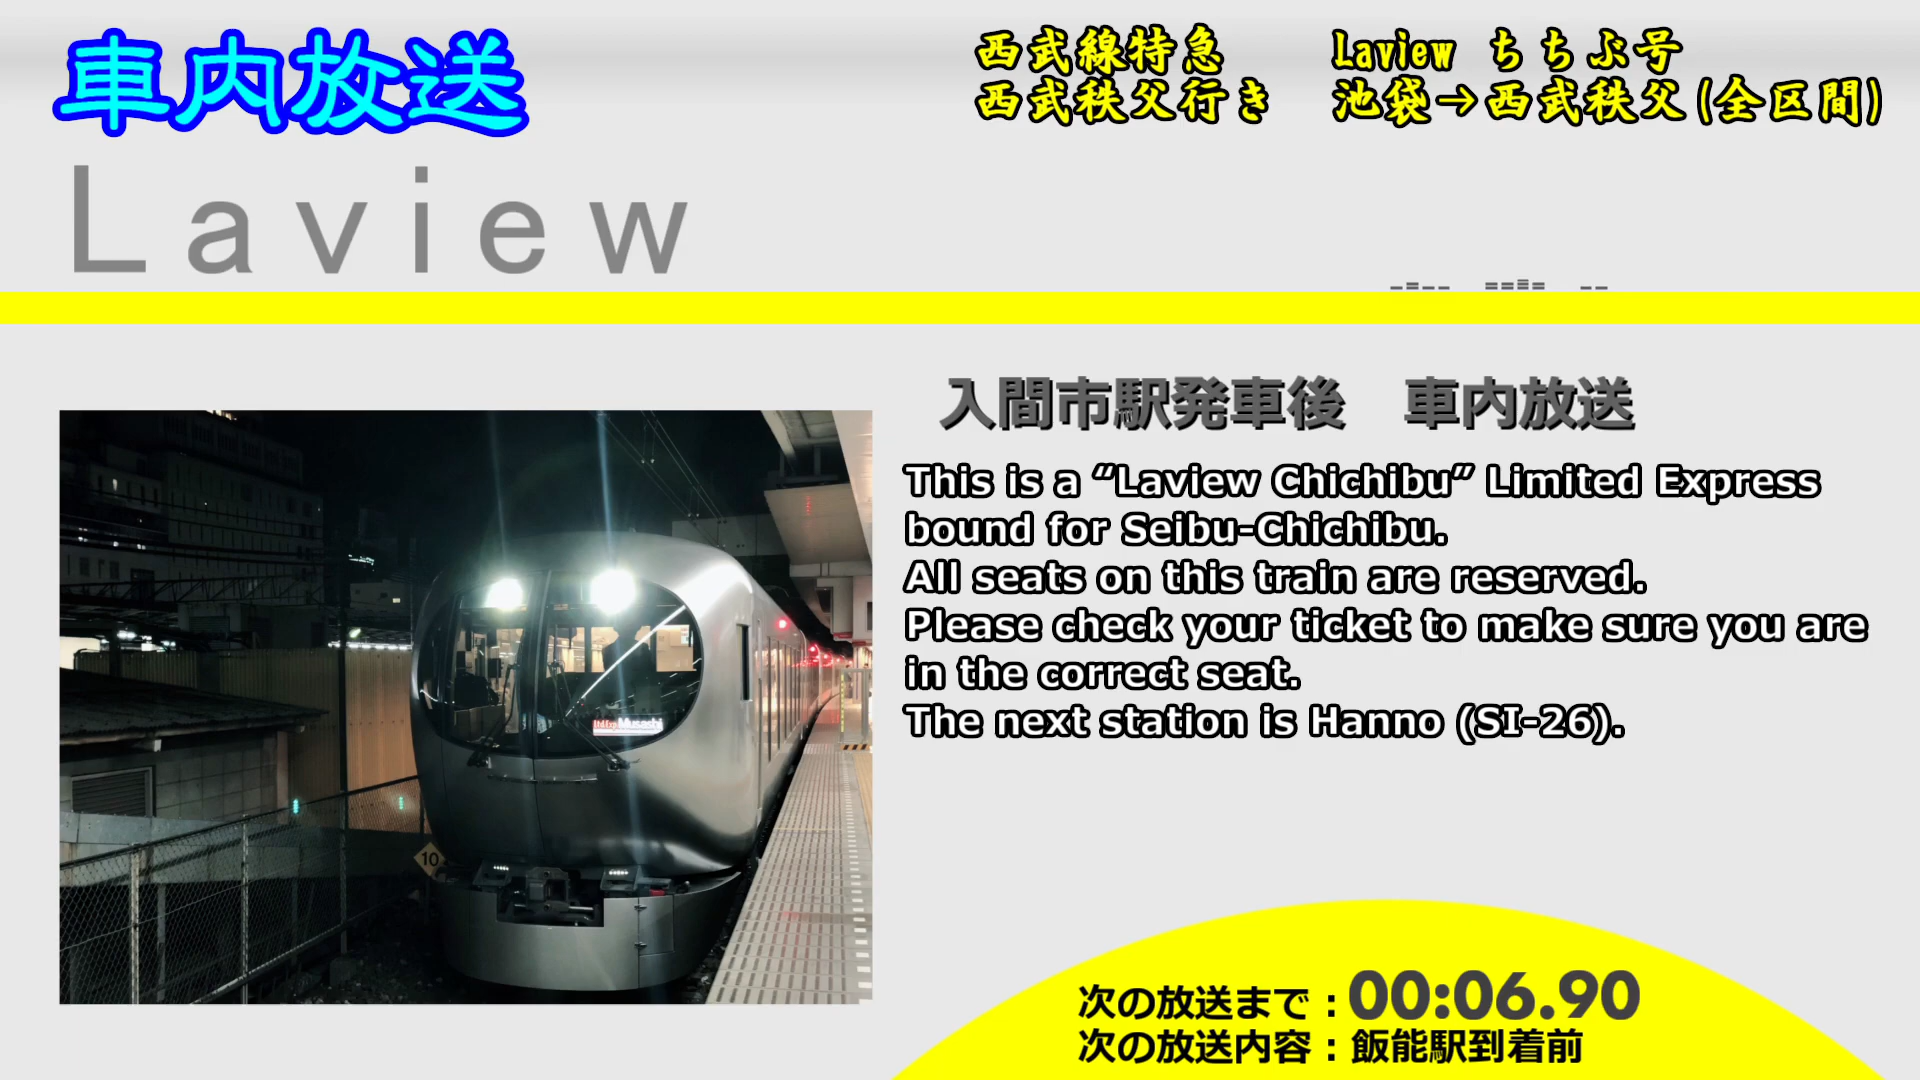 車内放送
西武線特急 Laview ちちぶ号
西武秩父行き 池袋→西武秩父(全区間)
Laview
入間市駅発車後 車内放送
This is a “Laview Chichibu” Limited Express
bound for Seibu-Chichibu.
All seats on this train are reserved.
Please check your ticket to make sure you are
in the correct seat.
The next station is Hanno (SI-26).
Ltd.Exp Musashi
10
次の放送まで：00:06.90
次の放送内容：飯能駅到着前